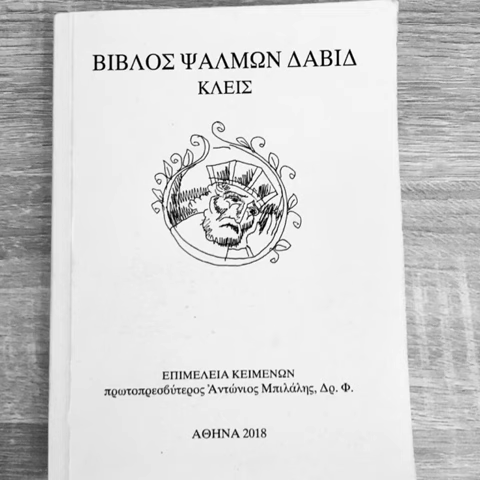 ΒΙΒΛΟΣ ΨΑΛΜΩΝ ΔΑΒΙΔ
ΚΛΕΙΣ
ΕΠΙΜΕΛΕΙΑ ΚΕΙΜΕΝΩΝ
πρωτοπρεσβύτερος Ἀντώνιος Μπιλάλης, Δρ. Φ.
ΑΘΗΝΑ 2018